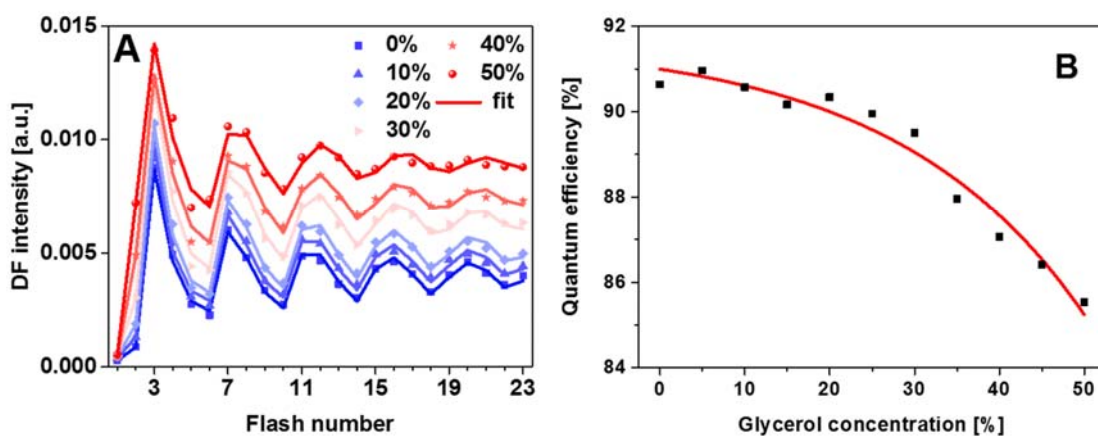 A
0% 40%
10% 50%
20% fit
30%
DF intensity [a.u.]
0.015
0.010
0.005
0.000
3 7 11 15 19 23
Flash number
B
Quantum efficiency [%]
92
90
88
86
84
0 10 20 30 40 50
Glycerol concentration [%]